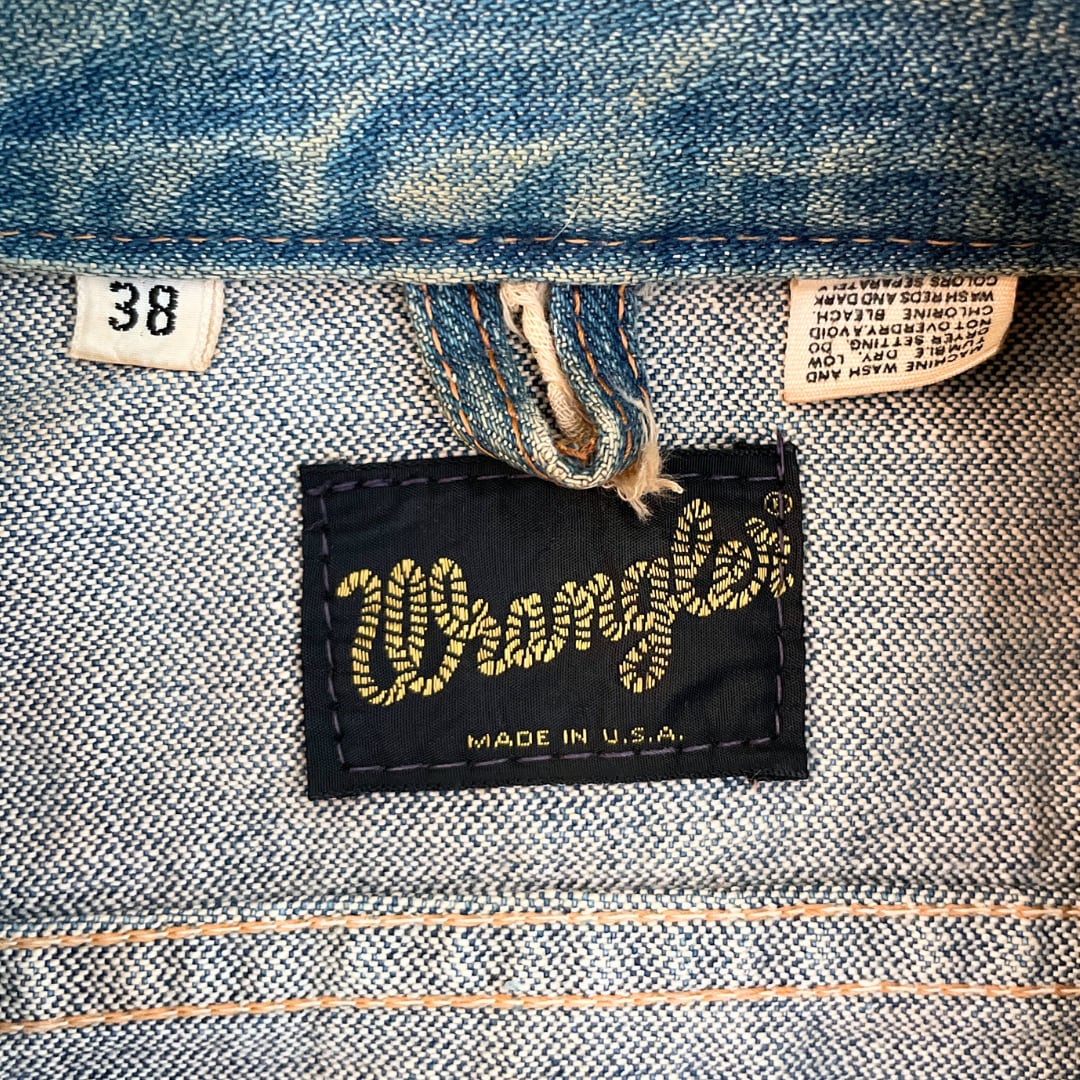 38
COLORS SEPARATELY
WASH REDS AND DARK
CHLORINE BLEACH.
NOT OVERDRY. AVOID
DRYER SETTING. DO
TUMBLE DRY, LOW
MACHINE WASH AND
Wrangler®
MADE IN U.S.A.